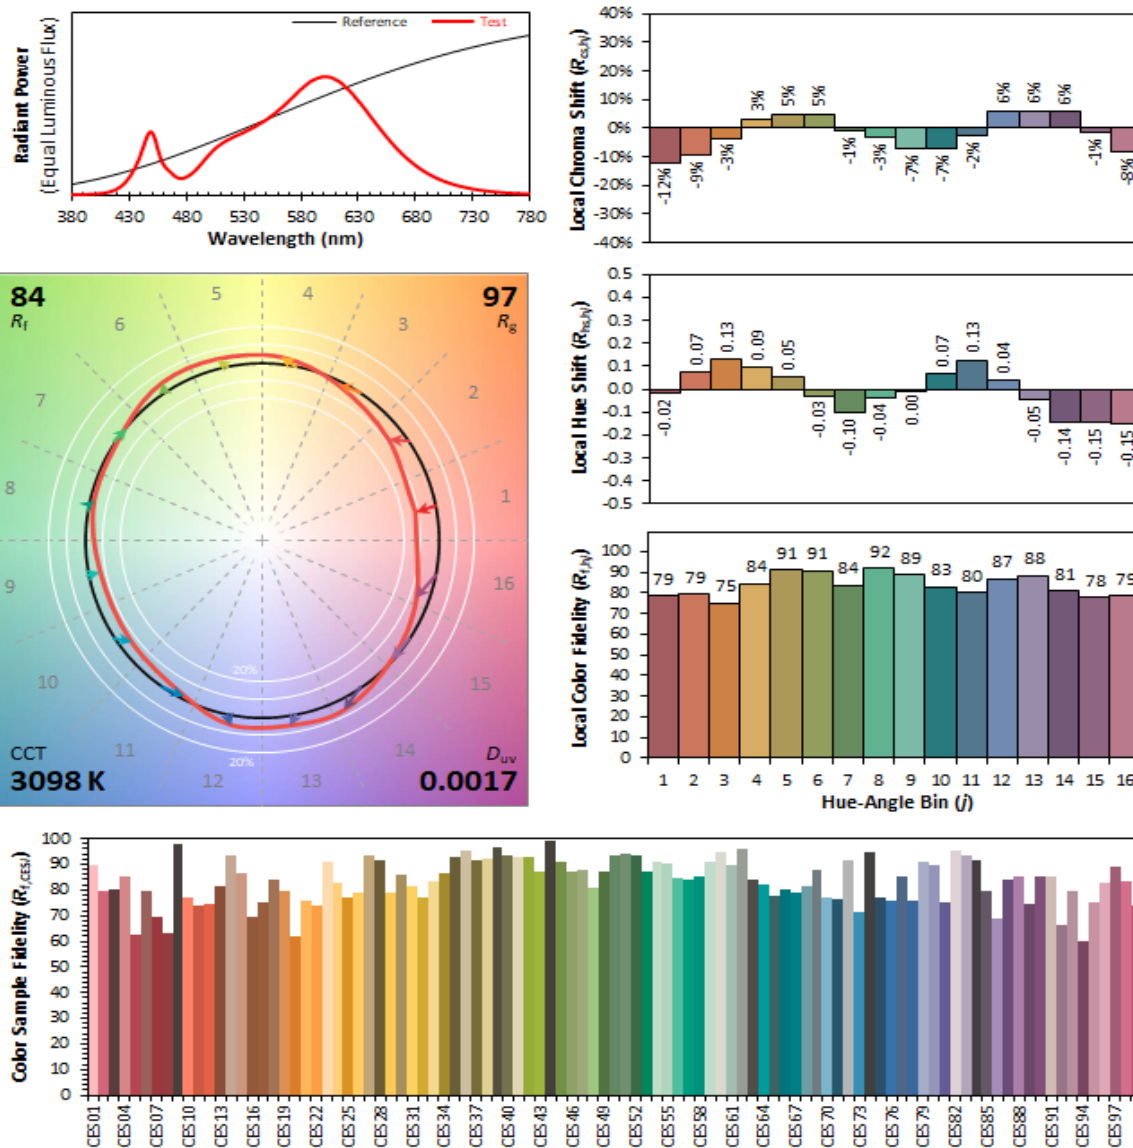 Reference
Test
Radiant Power
(Equal Luminous Flux)
380 430 480 530 580 630 680 730 780
Wavelength (nm)
Local Chroma Shift (Rcs,hj)
40%
30%
20%
10%
0%
-10%
-20%
-30%
-40%
-12% -9% -3% 3% 5% 5% -1% -3% -7% -7% -2% 6% 6% 6% -1% -8%
84
Rf
97
Rg
5 4
6 3
7 2
8 1
9 16
10 15
11 14
12 13
-20%
20%
CCT
3098 K
Duv
0.0017
Local Hue Shift (Rhs,hj)
0.5
0.4
0.3
0.2
0.1
0.0
-0.1
-0.2
-0.3
-0.4
-0.5
-0.02 0.07 0.13 0.09 0.05 -0.03 -0.10 -0.04 0.00 0.07 0.13 0.04 -0.05 -0.14 -0.15 -0.15
Local Color Fidelity (Rf,hj)
100
90
80
70
60
50
40
30
20
10
0
79 79 75 84 91 91 84 92 89 83 80 87 88 81 78 79
1 2 3 4 5 6 7 8 9 10 11 12 13 14 15 16
Hue-Angle Bin (j)
Color Sample Fidelity (Rf,CESi)
100
90
80
70
60
50
40
30
20
10
0
CES01 CES04 CES07 CES10 CES13 CES16 CES19 CES22 CES25 CES28 CES31 CES34 CES37 CES40 CES43 CES46 CES49 CES52 CES55 CES58 CES61 CES64 CES67 CES70 CES73 CES76 CES79 CES82 CES85 CES88 CES91 CES94 CES97